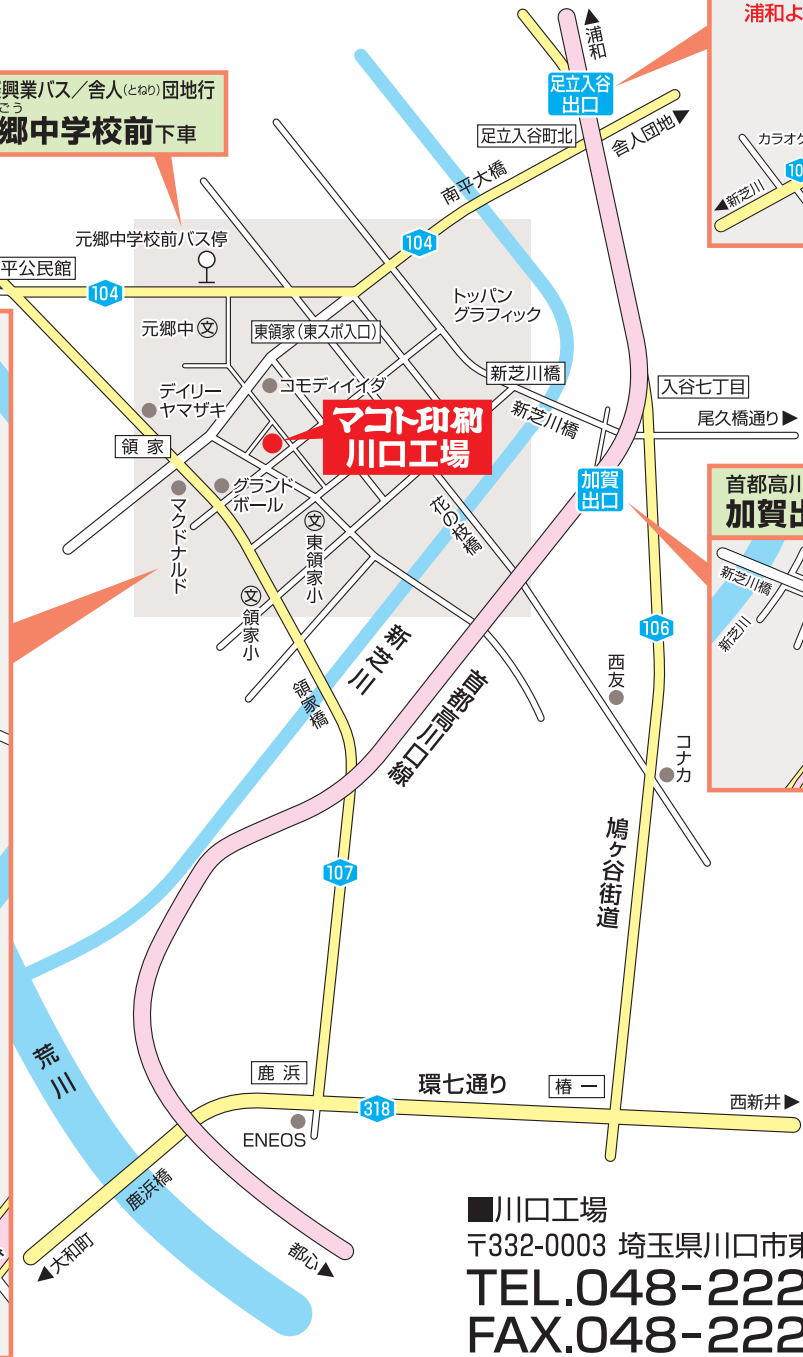 浦和よ
▲浦和
足立入谷
出口
興業バス／舎人(とねり)団地行
ごう
郷中学校前下車
足立入谷町北
舎人団地▶
カラオケ
10
◀新芝川
南平大橋
元郷中学校前バス停
104
平公民館
104
トッパン
グラフィック
元郷中 文
東領家(東スポ入口)
新芝川橋
入谷七丁目
デイリー
ヤマザキ
コモディイイダ
新芝川橋
尾久橋通り▶
マコト印刷
川口工場
領家
加賀
出口
首都高川
加賀出
グランド
ボール
マクドナルド
花の枝橋
文
東領家小
新芝川橋
新芝川
文
領家小
106
新芝川
西友
領家橋
首都高川口線
コナカ
鳩ヶ谷街道
107
荒川
鹿浜
環七通り
椿一
318
西新井▶
ENEOS
鹿浜橋
◀大和町
都心▶
■川口工場
〒332-0003 埼玉県川口市東
TEL.048-222
FAX.048-222